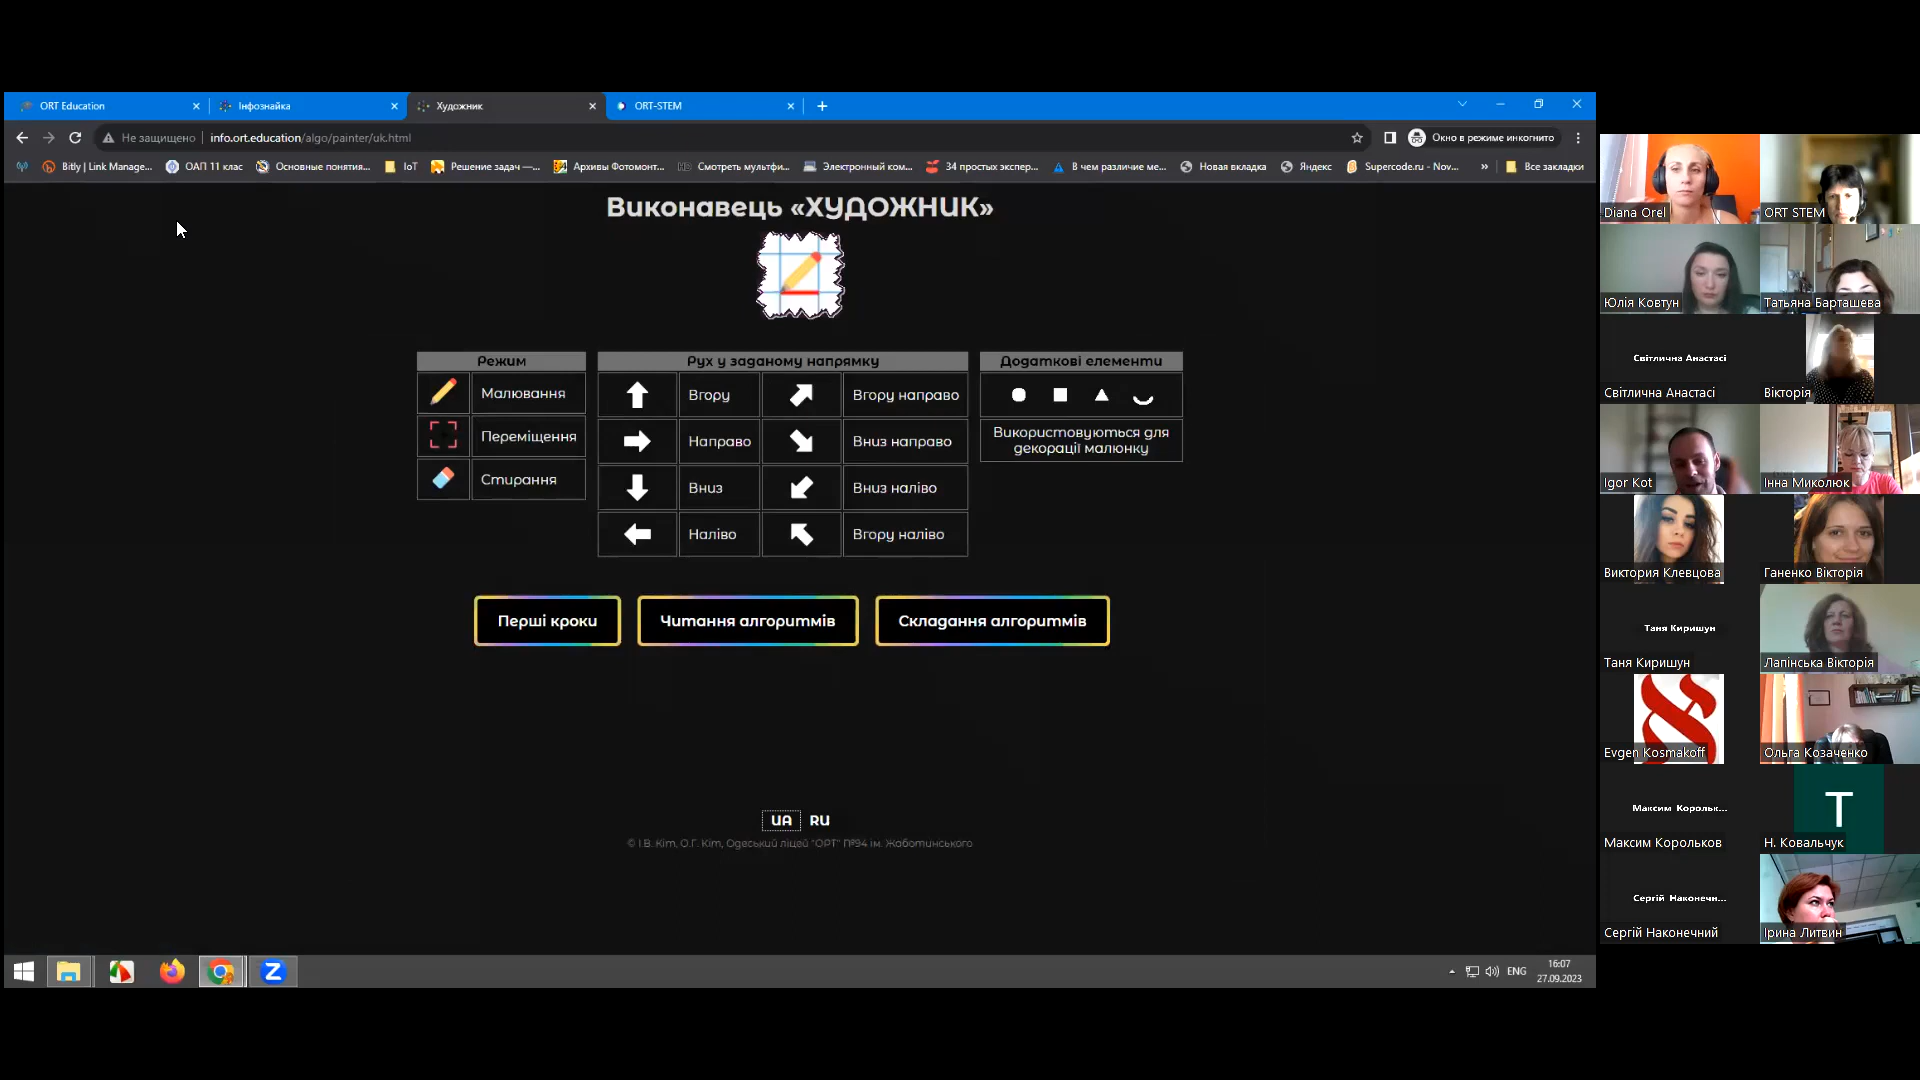 ORT Education
Інфознайка
Художник
ORT-STEM
Не защищено
info.ort.education/algo/painter/uk.html
Окно в режиме инкогнито
Bitly | Link Manage...
ОАП 11 клас
Основные понятия...
IoT
Решение задач —...
Архивы Фотомонт...
Смотреть мультфи...
Электронный ком...
34 простых экспер...
В чем различие ме...
Новая вкладка
Яндекс
Supercode.ru - Nov...
»
Все закладки
Виконавець «ХУДОЖНИК»
Режим
Малювання
Переміщення
Стирання
Рух у заданому напрямку
Вгору
Вгору направо
Направо
Вниз направо
Вниз
Вниз наліво
Наліво
Вгору наліво
Додаткові елементи
Використовуються для
декорації малюнку
Перші кроки
Читання алгоритмів
Складання алгоритмів
UA RU
© І.В. Кіт, О.Г. Кіт, Одеський ліцей "ОРТ" №94 ім. Жаботинського
ENG
16:07
27.09.2023
Diana Orel
ORT STEM
Юлія Ковтун
Татьяна Барташева
Світлична Анастасі
Світлична Анастасі
Вікторія
Igor Kot
Інна Миколюк
Виктория Клевцова
Ганенко Вікторія
Таня Киришун
Таня Киришун
Лапінська Вікторія
Evgen Kosmakoff
Ольга Козаченко
Максим Корольк...
Максим Корольков
T
Н. Ковальчук
Сергій Наконечн...
Сергій Наконечний
Ірина Литвин